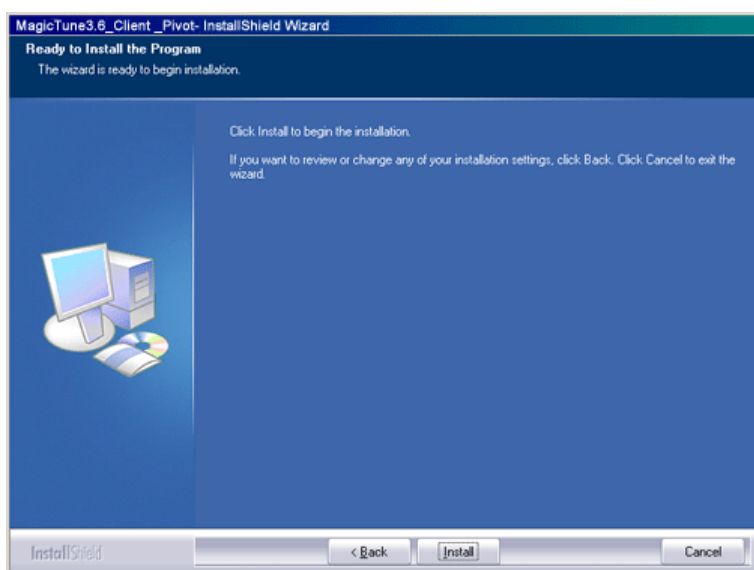 MagicTune3.6_Client _Pivot- InstallShield Wizard
Ready to Install the Program
The wizard is ready to begin installation.
Click Install to begin the installation.
If you want to review or change any of your installation settings, click Back. Click Cancel to exit the
wizard.
InstallShield
< Back
Install
Cancel